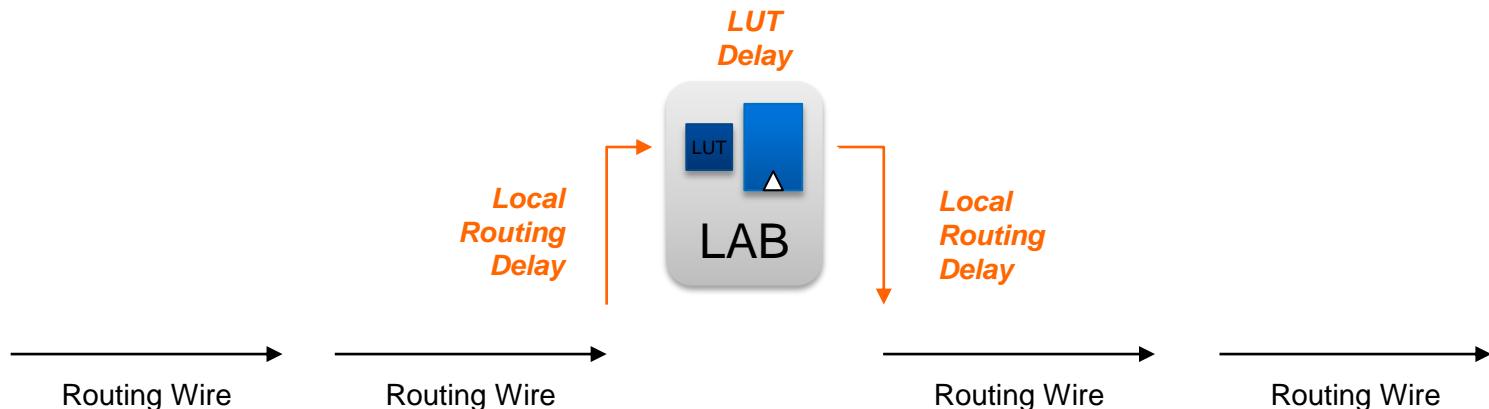 LUT
Delay
LUT
Local
Routing
Delay
LAB
Local
Routing
Delay
Routing Wire
Routing Wire
Routing Wire
Routing Wire